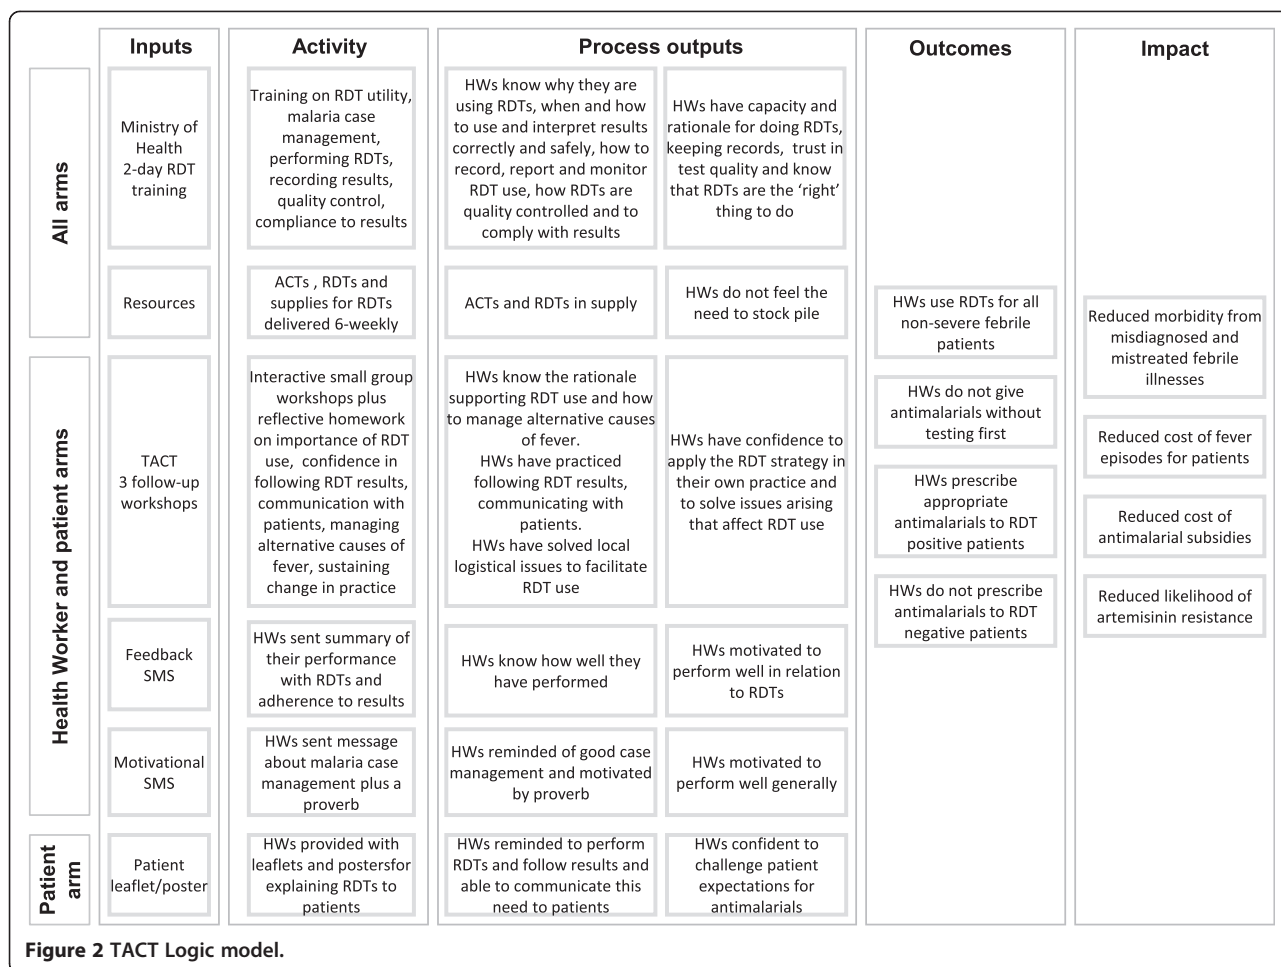 Inputs
Activity
Process outputs
Outcomes
Impact
All arms
Ministry of
Health
2-day RDT
training
Training on RDT utility,
malaria case
management,
performing RDTs,
recording results,
quality control,
compliance to results
HWs know why they are
using RDTs, when and how
to use and interpret results
correctly and safely, how to
record, report and monitor
RDT use, how RDTs are
quality controlled and to
comply with results
HWs have capacity and
rationale for doing RDTs,
keeping records, trust in
test quality and know
that RDTs are the ‘right’
thing to do
Resources
ACTs , RDTs and
supplies for RDTs
delivered 6-weekly
ACTs and RDTs in supply
HWs do not feel the
need to stock pile
Health Worker and patient arms
TACT
3 follow-up
workshops
Interactive small group
workshops plus
reflective homework
on importance of RDT
use, confidence in
following RDT results,
communication with
patients, managing
alternative causes of
fever, sustaining
change in practice
HWs know the rationale
supporting RDT use and how
to manage alternative causes
of fever.
HWs have practiced
following RDT results,
communicating with
patients.
HWs have solved local
logistical issues to facilitate
RDT use
HWs have confidence to
apply the RDT strategy in
their own practice and
to solve issues arising
that affect RDT use
Feedback
SMS
HWs sent summary of
their performance
with RDTs and
adherence to results
HWs know how well they
have performed
HWs motivated to
perform well in relation
to RDTs
Motivational
SMS
HWs sent message
about malaria case
management plus a
proverb
HWs reminded of good case
management and motivated
by proverb
HWs motivated to
perform well generally
Patient
arm
Patient
leaflet/poster
HWs provided with
leaflets and postersfor
explaining RDTs to
patients
HWs reminded to perform
RDTs and follow results and
able to communicate this
need to patients
HWs confident to
challenge patient
expectations for
antimalarials
HWs use RDTs for all
non-severe febrile
patients
HWs do not give
antimalarials without
testing first
HWs prescribe
appropriate
antimalarials to RDT
positive patients
HWs do not prescribe
antimalarials to RDT
negative patients
Reduced morbidity from
misdiagnosed and
mistreated febrile
illnesses
Reduced cost of fever
episodes for patients
Reduced cost of
antimalarial subsidies
Reduced likelihood of
artemisinin resistance
Figure 2 TACT Logic model.